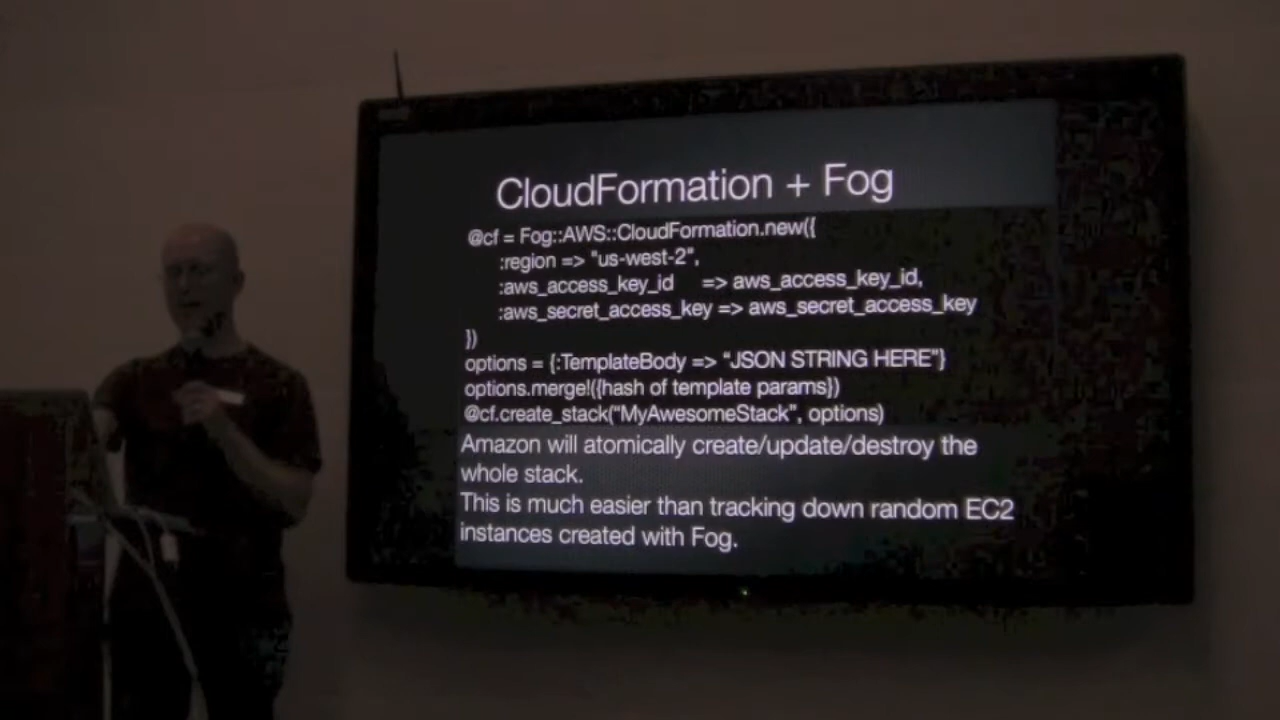 CloudFormation + Fog
@cf = Fog::AWS::CloudFormation.new({
:region => "us-west-2",
:aws_access_key_id => aws_access_key_id,
:aws_secret_access_key => aws_secret_access_key
})
options = {:TemplateBody => “JSON STRING HERE”}
options.merge!({hash of template params})
@cf.create_stack(“MyAwesomeStack”, options)
Amazon will atomically create/update/destroy the
whole stack.
This is much easier than tracking down random EC2
instances created with Fog.